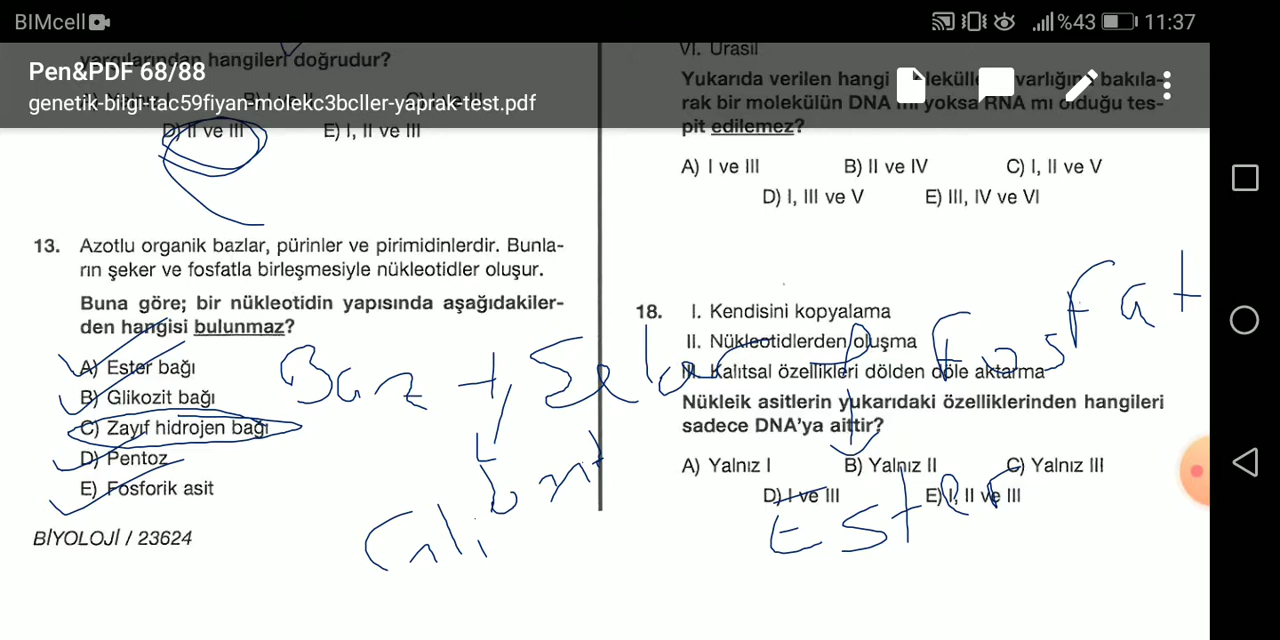 BIMcell
%43 11:37
yargılarından hangileri doğrudur?
Pen&PDF 68/88
genetik-bilgi-tac59fiyan-molekc3bcller-yaprak-test.pdf
D) II ve III E) I, II ve III
13. Azotlu organik bazlar, pürinler ve pirimidinlerdir. Bunla-
rın şeker ve fosfatla birleşmesiyle nükleotidler oluşur.
Buna göre; bir nükleotidin yapısında aşağıdakiler-
den hangisi bulunmaz?
A) Ester bağı
B) Glikozit bağı
C) Zayıf hidrojen bağı
D) Pentoz
E) Fosforik asit
BİYOLOJİ / 23624
VI. Urasil
Yukarıda verilen hangi moleküllerin varlığına bakıla-
rak bir molekülün DNA mı yoksa RNA mı olduğu tes-
pit edilemez?
A) I ve III B) II ve IV C) I, II ve V
D) I, III ve V E) III, IV ve VI
18. I. Kendisini kopyalama
II. Nükleotidlerden oluşma
III. Kalıtsal özellikleri dölden döle aktarma
Nükleik asitlerin yukarıdaki özelliklerinden hangileri
sadece DNA'ya aittir?
A) Yalnız I B) Yalnız II C) Yalnız III
D) I ve III E) I, II ve III
Baz + Şeker + Fosfat
Ester